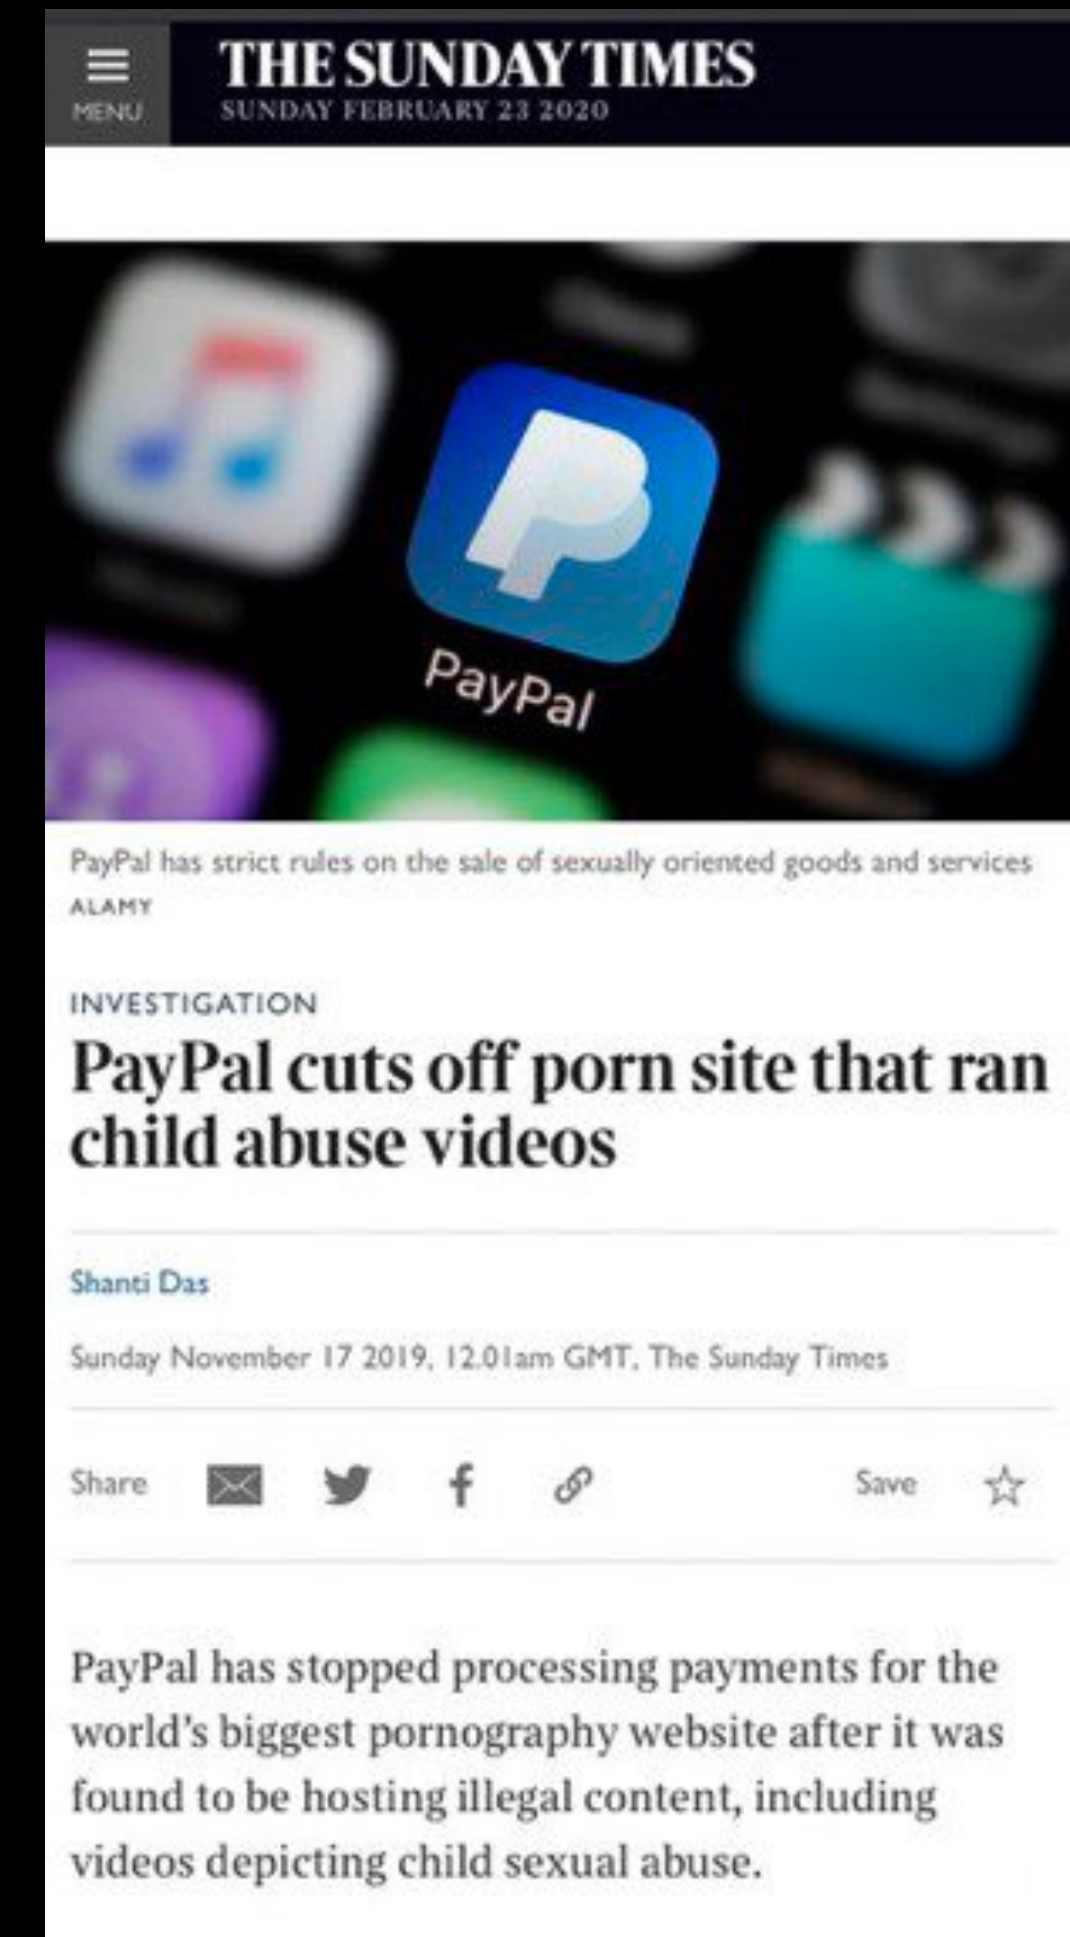 THE SUNDAY TIMES
MENU
SUNDAY FEBRUARY 23 2020
PayPal
PayPal has strict rules on the sale of sexually oriented goods and services
ALAMY
INVESTIGATION
PayPal cuts off porn site that ran
child abuse videos
Shanti Das
Sunday November 17 2019, 12.01am GMT, The Sunday Times
Share
Save
PayPal has stopped processing payments for the
world's biggest pornography website after it was
found to be hosting illegal content, including
videos depicting child sexual abuse.